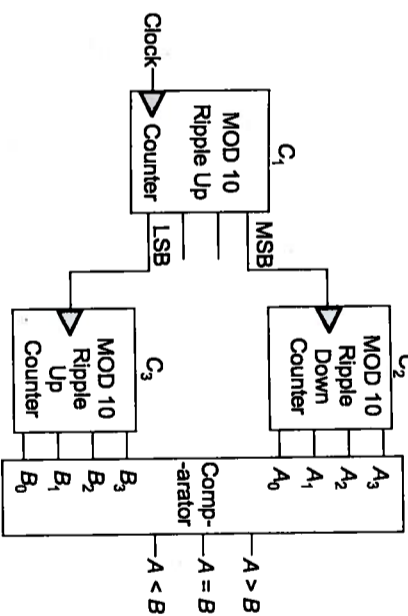 C₁
MOD 10
Ripple Up
Counter
Clock
MSB
LSB
C₂
MOD 10
Ripple
Down
Counter
C₃
MOD 10
Ripple
Up
Counter
A₃
A₂
A₁
A₀
Comp-
-arator
B₃
B₂
B₁
B₀
A > B
A = B
A < B